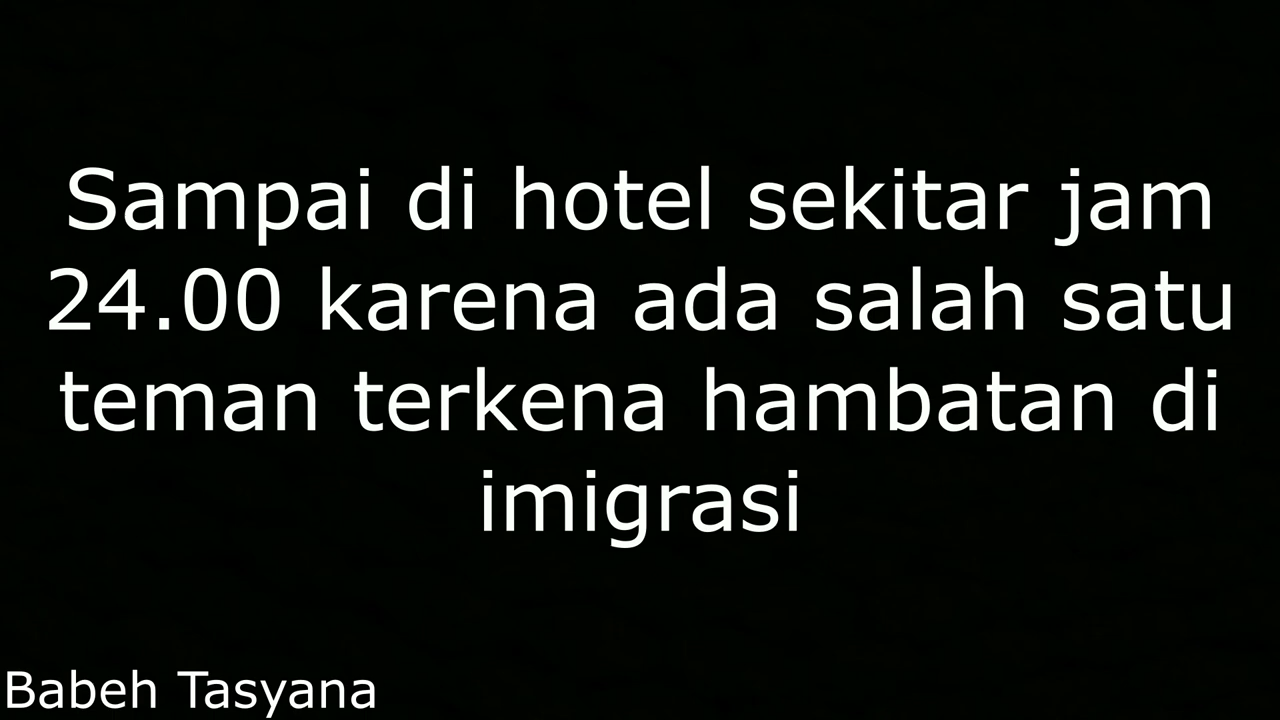 Sampai di hotel sekitar jam
24.00 karena ada salah satu
teman terkena hambatan di
imigrasi
Babeh Tasyana